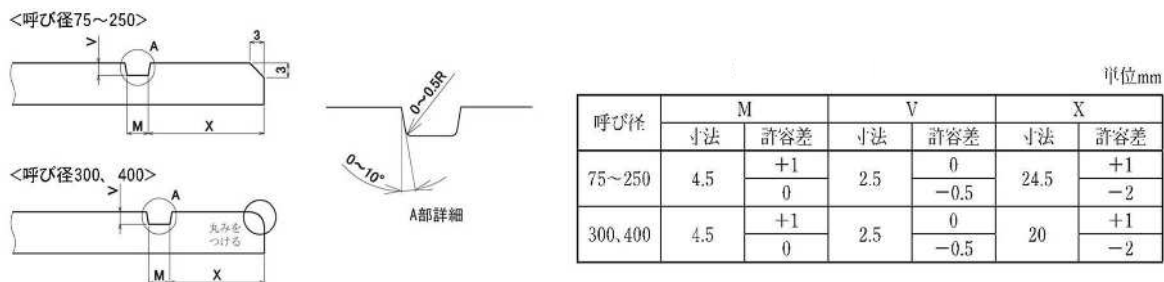 <呼び径75～250>
V
A
3
3
M
X
<呼び径300、400>
V
A
丸みを
つける
M
X
0～0.5R
0～10°
A部詳細
単位mm
呼び径 M V X
寸法 許容差 寸法 許容差 寸法 許容差
75～250 4.5 +1 2.5 0 24.5 +1
0 −0.5 −2
300、400 4.5 +1 2.5 0 20 +1
0 −0.5 −2